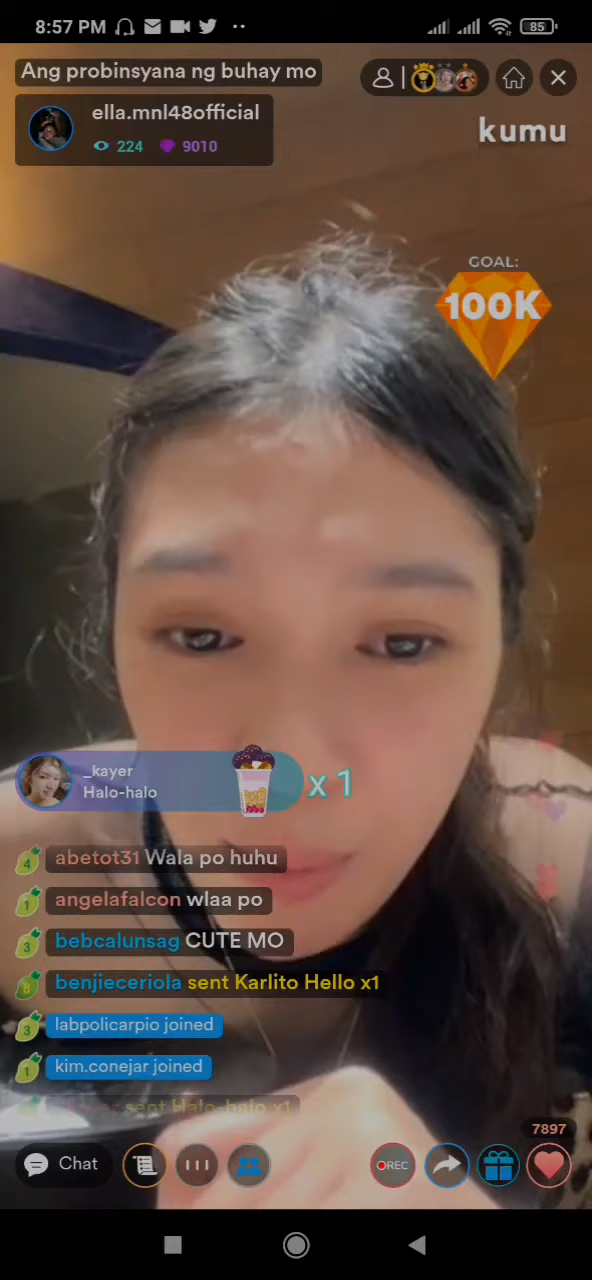 8:57 PM
85
Ang probinsyana ng buhay mo
ella.mnl48official
224 9010
kumu
GOAL:
100K
_kayer
Halo-halo
x 1
4 abetot31 Wala po huhu
1 angelafalcon wlaa po
3 bebcalunsag CUTE MO
8 benjieceriola sent Karlito Hello x1
3 labpolicarpio joined
1 kim.conejar joined
sent Halo-halo x1
7897
Chat
REC